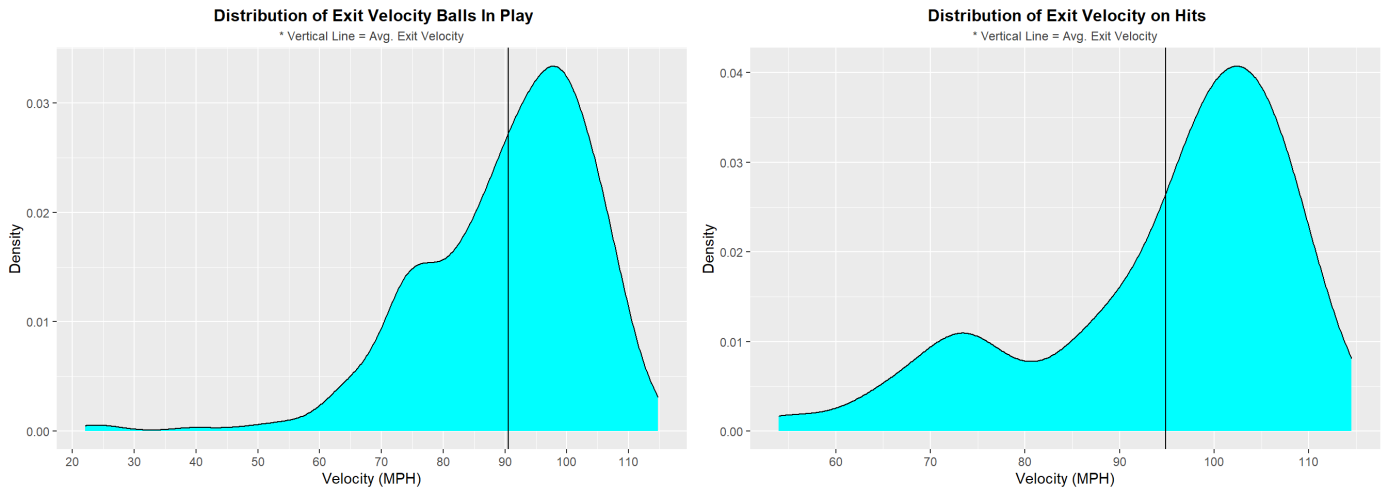 Distribution of Exit Velocity Balls In Play
* Vertical Line = Avg. Exit Velocity
Density
0.03
0.02
0.01
0.00
20 30 40 50 60 70 80 90 100 110
Velocity (MPH)
Distribution of Exit Velocity on Hits
* Vertical Line = Avg. Exit Velocity
Density
0.04
0.03
0.02
0.01
0.00
60 70 80 90 100 110
Velocity (MPH)